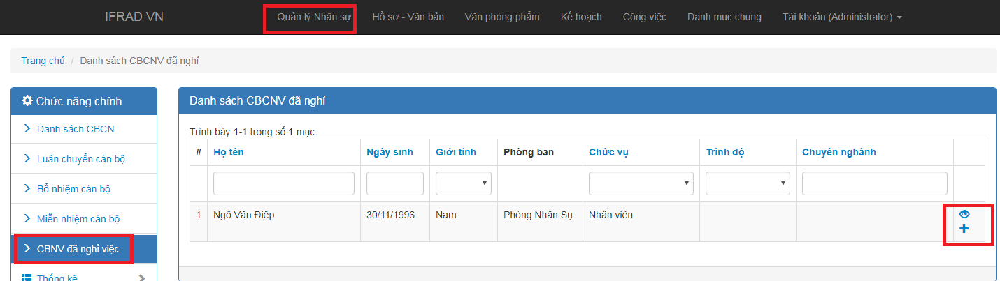 IFRAD VN Quản lý Nhân sự Hồ sơ - Văn bản Văn phòng phẩm Kế hoạch Công việc Danh muc chung Tài khoản (Administrator)
Trang chủ / Danh sách CBCNV đã nghỉ
Chức năng chính
Danh sách CBCN
Luân chuyển cán bộ
Bổ nhiệm cán bộ
Miễn nhiệm cán bộ
CBNV đã nghỉ việc
Thống kê
Danh sách CBCNV đã nghỉ
Trình bày 1-1 trong số 1 mục.
# Họ tên Ngày sinh Giới tính Phòng ban Chức vụ Trình độ Chuyên nghành
1 Ngô Văn Điệp 30/11/1996 Nam Phòng Nhân Sự Nhân viên